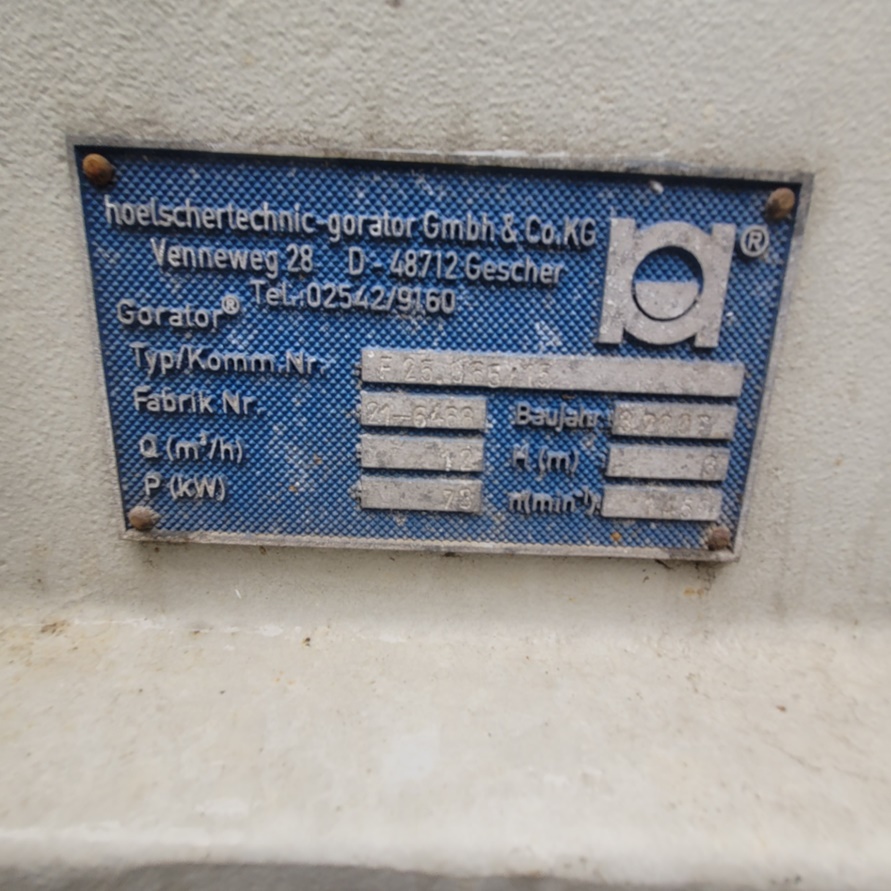 hoelschertechnic-gorator Gmbh & Co.KG
Venneweg 28 D-48712 Gescher
Tel.:02542/9160
Gorator®
®
Typ/Komm.Nr.
Fabrik Nr. Baujahr
Q (m³/h) 12 H (m)
P (kW) n(min⁻¹)